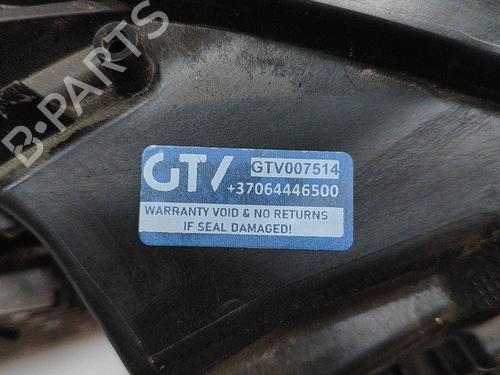 B-PARTS
GTV GTV007514
+37064446500
WARRANTY VOID & NO RETURNS
IF SEAL DAMAGED!